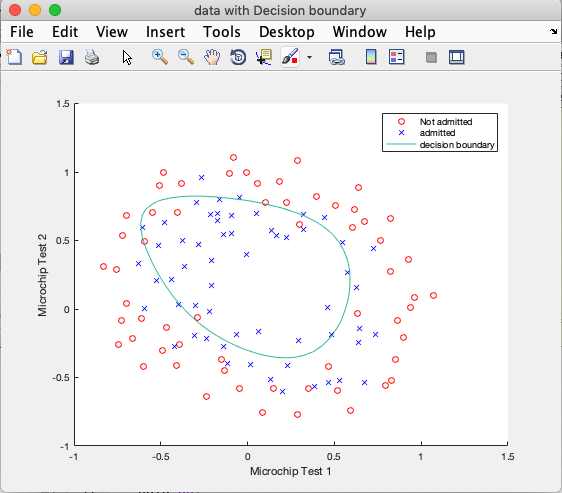 data with Decision boundary
File Edit View Insert Tools Desktop Window Help
Not admitted
admitted
decision boundary
1.5
1
0.5
0
-0.5
-1
Microchip Test 2
-1 -0.5 0 0.5 1 1.5
Microchip Test 1